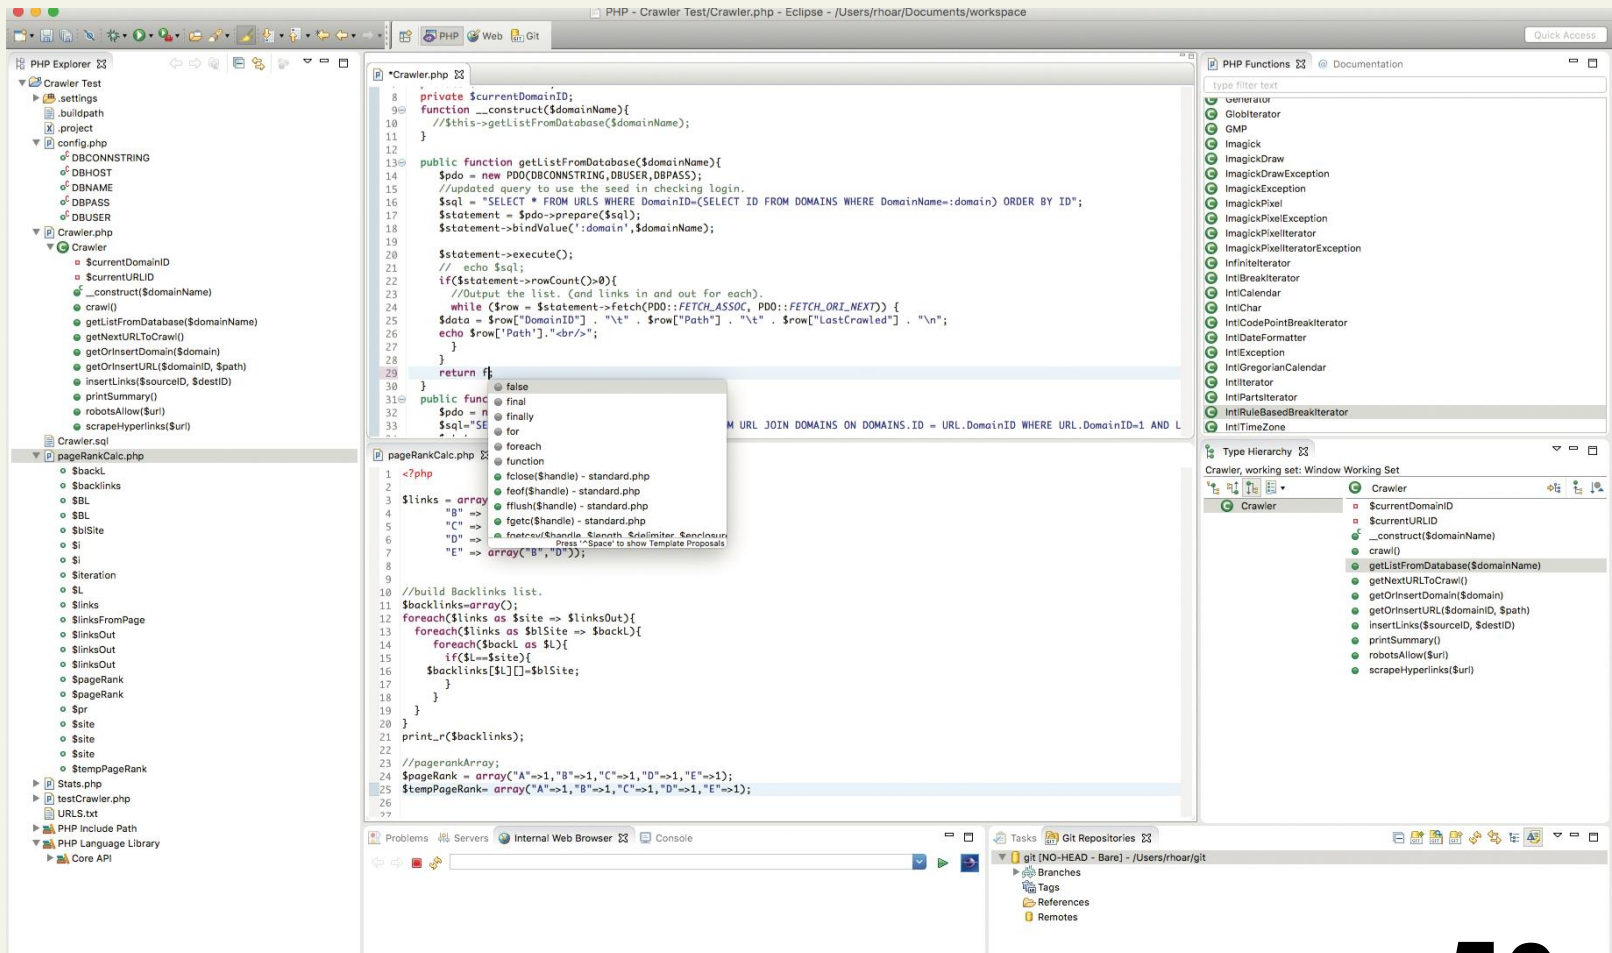 PHP - Crawler Test/Crawler.php - Eclipse - /Users/rhoar/Documents/workspace
PHP Web Git
Quick Access
PHP Explorer
Crawler Test
.settings
.buildpath
.project
config.php
DBCONNSTRING
DBHOST
DBNAME
DBPASS
DBUSER
Crawler.php
Crawler
$currentDomainID
$currentURLID
__construct($domainName)
crawl()
getListFromDatabase($domainName)
getNextURLToCrawl()
getOrInsertDomain($domain)
getOrInsertURL($domainID, $path)
insertLinks($sourceID, $destID)
printSummary()
robotsAllow($url)
scrapeHyperlinks($url)
Crawler.sql
pageRankCalc.php
$backL
$backlinks
$BL
$BL
$blSite
$i
$i
$iteration
$L
$links
$linksFromPage
$linksOut
$linksOut
$linksOut
$pageRank
$pageRank
$pr
$site
$site
$site
$tempPageRank
Stats.php
testCrawler.php
URLS.txt
PHP Include Path
PHP Language Library
Core API
*Crawler.php
8 private $currentDomainID;
9 function __construct($domainName){
10 //$this->getListFromDatabase($domainName);
11 }
12
13 public function getListFromDatabase($domainName){
14 $pdo = new PDO(DBCONNSTRING,DBUSER,DBPASS);
15 //updated query to use the seed in checking login.
16 $sql = "SELECT * FROM URLS WHERE DomainID=(SELECT ID FROM DOMAINS WHERE DomainName=:domain) ORDER BY ID";
17 $statement = $pdo->prepare($sql);
18 $statement->bindValue(':domain',$domainName);
19
20 $statement->execute();
21 // echo $sql;
22 if($statement->rowCount()>0){
23 //Output the list. (and links in and out for each).
24 while ($row = $statement->fetch(PDO::FETCH_ASSOC, PDO::FETCH_ORI_NEXT)) {
25 $data = $row["DomainID"] . "\t" . $row["Path"] . "\t" . $row["LastCrawled"] . "\n";
26 echo $row['Path']."<br/>";
27 }
28 }
29 return f;
30 }
31 public func
32 $pdo = n
33 $sql="SE M URL JOIN DOMAINS ON DOMAINS.ID = URL.DomainID WHERE URL.DomainID=1 AND L
false
final
finally
for
foreach
function
fclose($handle) - standard.php
feof($handle) - standard.php
fflush($handle) - standard.php
fgetc($handle) - standard.php
fgetcsv($handle, $length, $delimiter, $enclosure
Press '^Space' to show Template Proposals
pageRankCalc.php
1 <?php
2
3 $links = array
4 "B" =>
5 "C" =>
6 "D" =>
7 "E" => array("B","D"));
8
9
10 //build Backlinks list.
11 $backlinks=array();
12 foreach($links as $site => $linksOut){
13 foreach($links as $blSite => $backL){
14 foreach($backL as $L){
15 if($L==$site){
16 $backlinks[$L][]=$blSite;
17 }
18 }
19 }
20 }
21 print_r($backlinks);
22
23 //pagerankArray;
24 $pageRank = array("A"=>1,"B"=>1,"C"=>1,"D"=>1,"E"=>1);
25 $tempPageRank= array("A"=>1,"B"=>1,"C"=>1,"D"=>1,"E"=>1);
26
27
PHP Functions Documentation
type filter text
Generator
GlobIterator
GMP
Imagick
ImagickDraw
ImagickDrawException
ImagickException
ImagickPixel
ImagickPixelException
ImagickPixelIterator
ImagickPixelIteratorException
InfiniteIterator
IntlBreakIterator
IntlCalendar
IntlChar
IntlCodePointBreakIterator
IntlDateFormatter
IntlException
IntlGregorianCalendar
IntlIterator
IntlPartsIterator
IntlRuleBasedBreakIterator
IntlTimeZone
Type Hierarchy
Crawler, working set: Window Working Set
Crawler
Crawler
$currentDomainID
$currentURLID
__construct($domainName)
crawl()
getListFromDatabase($domainName)
getNextURLToCrawl()
getOrInsertDomain($domain)
getOrInsertURL($domainID, $path)
insertLinks($sourceID, $destID)
printSummary()
robotsAllow($url)
scrapeHyperlinks($url)
Problems Servers Internal Web Browser Console
Tasks Git Repositories
git [NO-HEAD - Bare] - /Users/rhoar/git
Branches
Tags
References
Remotes